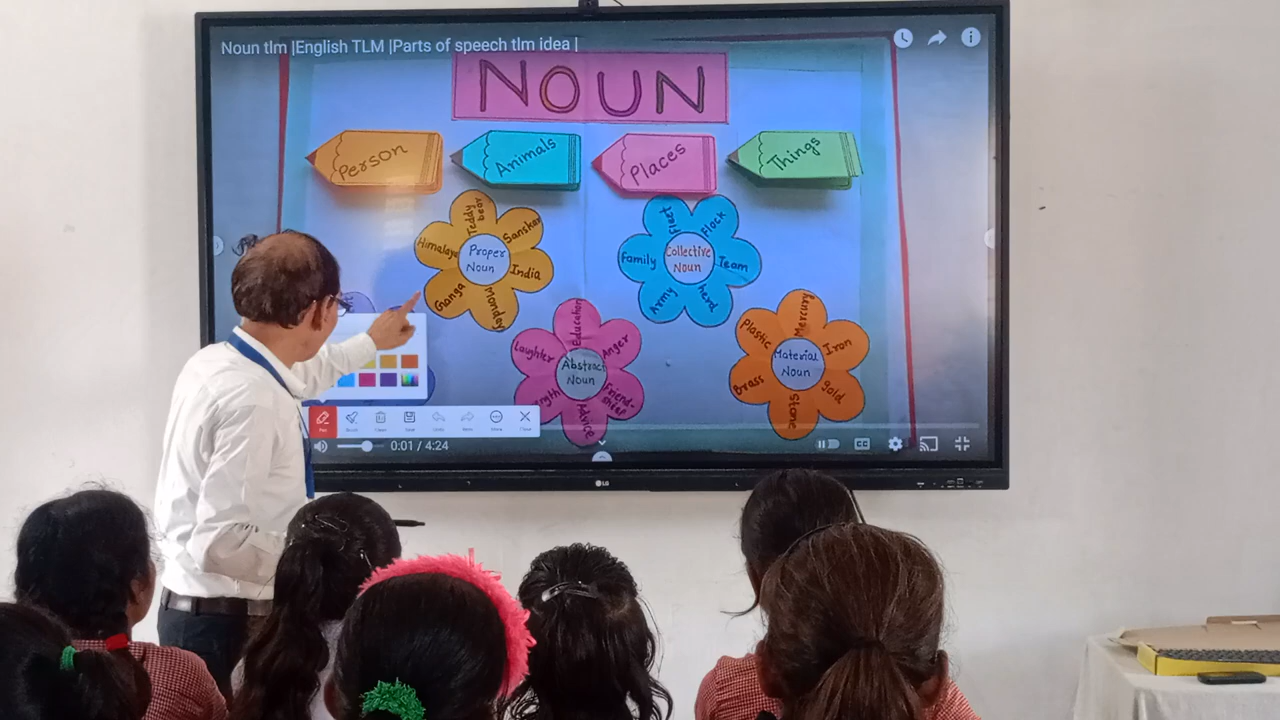 Noun tlm |English TLM |Parts of speech tlm idea |
NOUN
Person
Animals
Places
Things
Proper
Noun
Teddy
bear
Sanskar
India
Monday
Ganga
Himalaya
Collective
Noun
Fleet
Flock
Team
herd
Army
Family
Abstract
Noun
Education
Anger
Friend-
Advice
Laughter
Material
Noun
Mercury
Iron
gold
Stone
Brass
Plastic
0:01 / 4:24
CC
LG